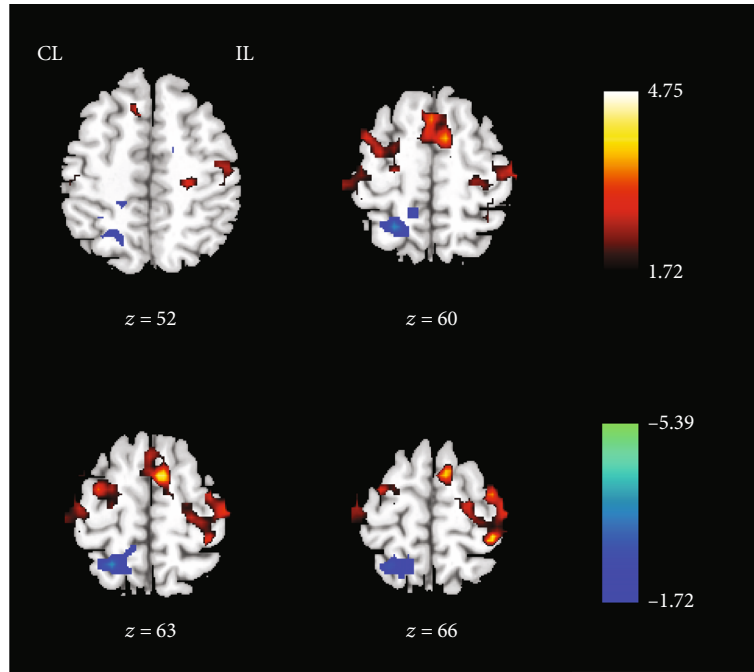 CL
IL
4.75
1.72
z = 52
z = 60
–5.39
–1.72
z = 63
z = 66